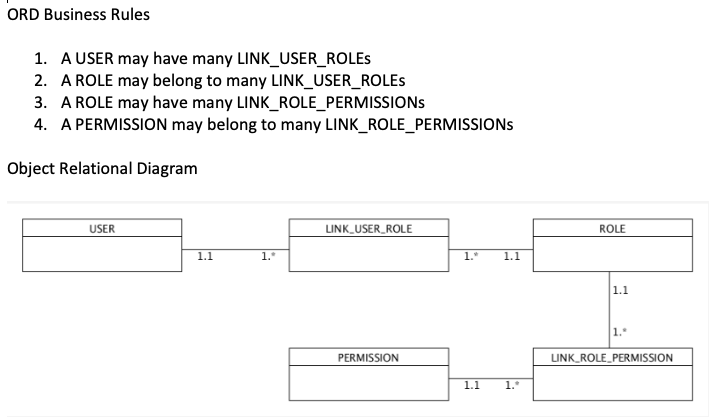 ORD Business Rules
1. A USER may have many LINK_USER_ROLEs
2. A ROLE may belong to many LINK_USER_ROLEs
3. A ROLE may have many LINK_ROLE_PERMISSIONs
4. A PERMISSION may belong to many LINK_ROLE_PERMISSIONs
Object Relational Diagram
USER
LINK_USER_ROLE
ROLE
1.1
1.*
1.*
1.1
1.1
1.*
PERMISSION
LINK_ROLE_PERMISSION
1.1
1.*